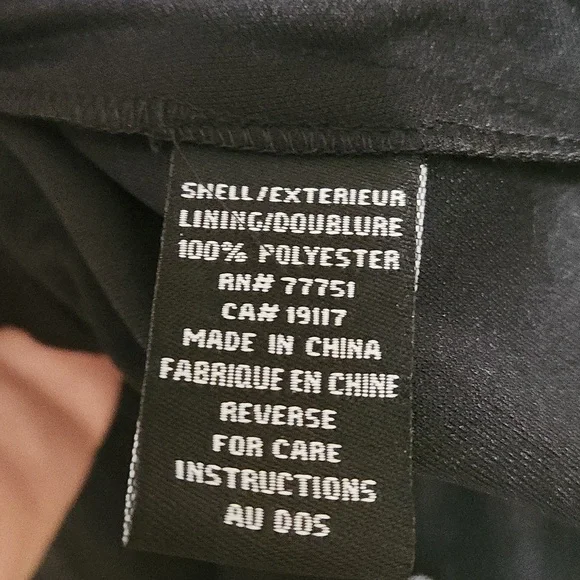 SHELL/EXTERIEUR
LINING/DOUBLURE
100% POLYESTER
RN# 77751
CA# 19117
MADE IN CHINA
FABRIQUE EN CHINE
REVERSE
FOR CARE
INSTRUCTIONS
AU DOS